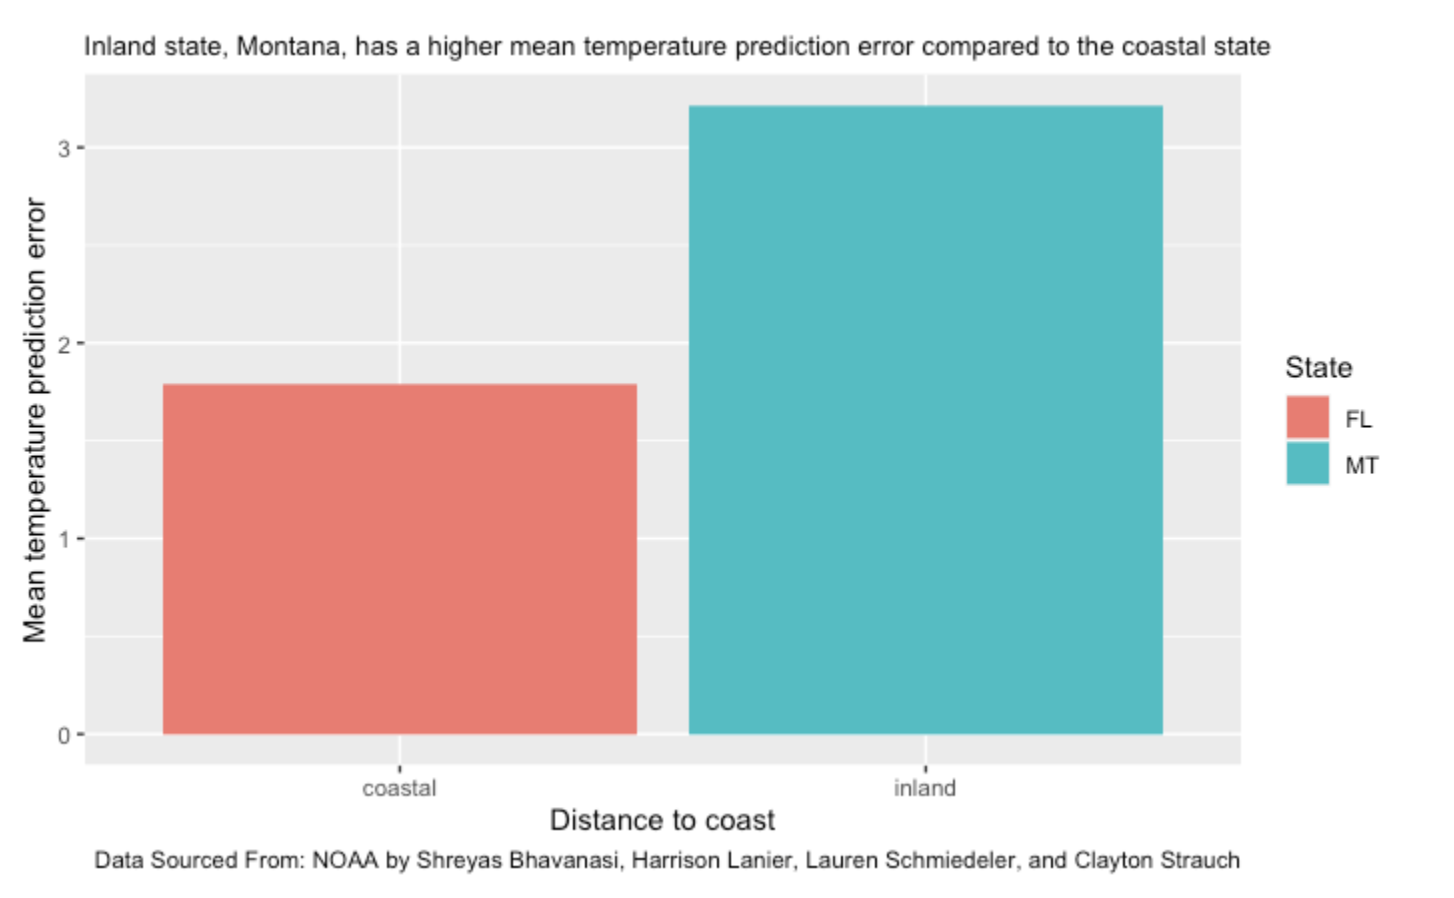 Inland state, Montana, has a higher mean temperature prediction error compared to the coastal state
Mean temperature prediction error
3
2
1
0
coastal
inland
Distance to coast
State
FL
MT
Data Sourced From: NOAA by Shreyas Bhavanasi, Harrison Lanier, Lauren Schmiedeler, and Clayton Strauch